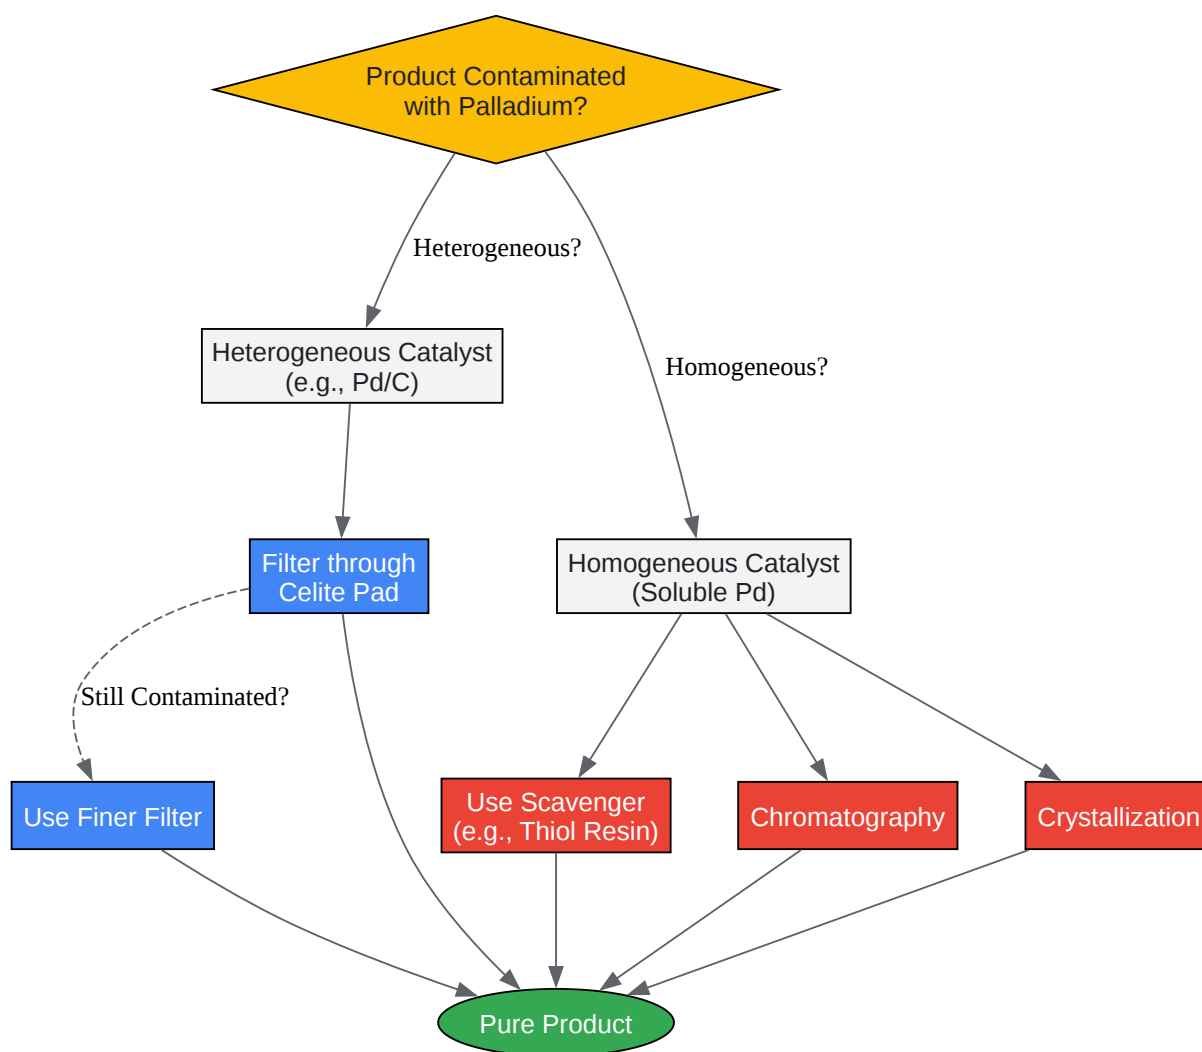 Product Contaminated
with Palladium?
Heterogeneous?
Heterogeneous Catalyst
(e.g., Pd/C)
Homogeneous?
Filter through
Celite Pad
Homogeneous Catalyst
(Soluble Pd)
Still Contaminated?
Use Finer Filter
Use Scavenger
(e.g., Thiol Resin)
Chromatography
Crystallization
Pure Product